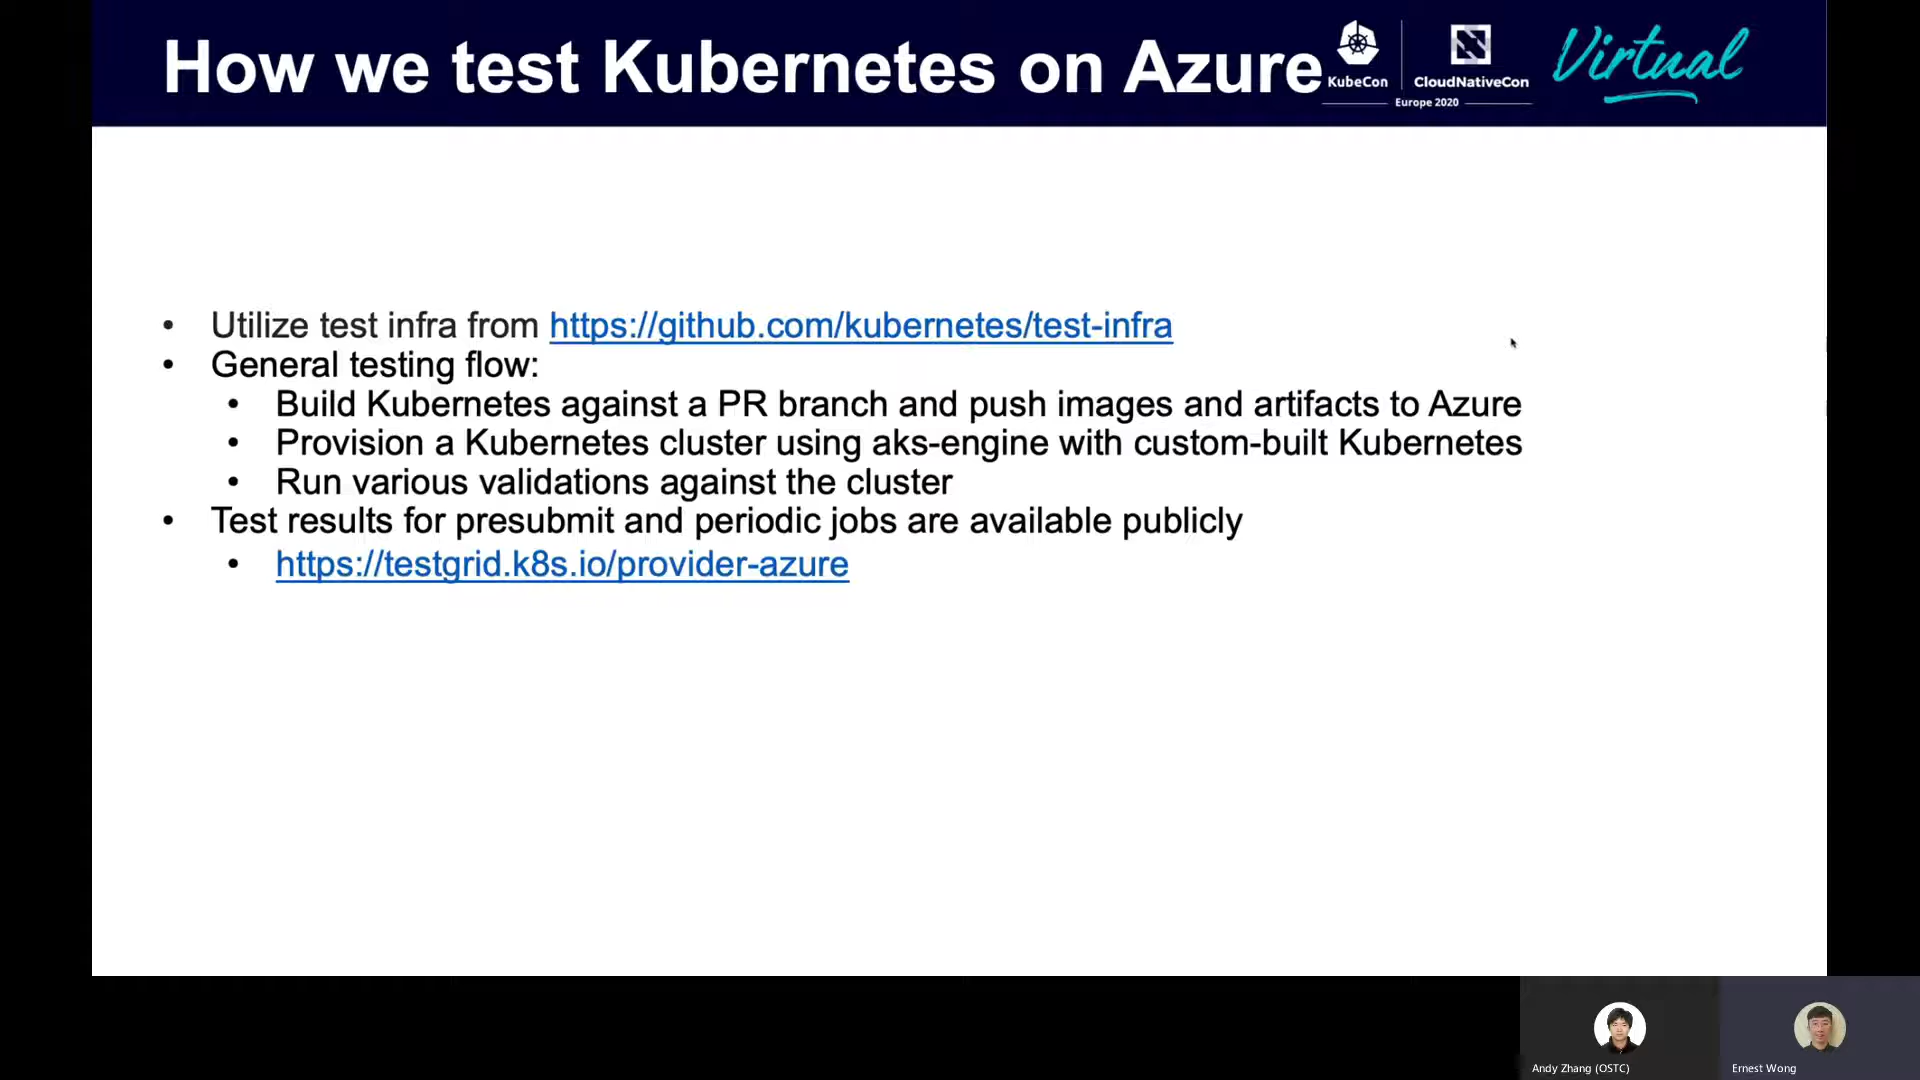 How we test Kubernetes on Azure
KubeCon
CloudNativeCon
Europe 2020
Virtual
• Utilize test infra from https://github.com/kubernetes/test-infra
• General testing flow:
• Build Kubernetes against a PR branch and push images and artifacts to Azure
• Provision a Kubernetes cluster using aks-engine with custom-built Kubernetes
• Run various validations against the cluster
• Test results for presubmit and periodic jobs are available publicly
• https://testgrid.k8s.io/provider-azure
Andy Zhang (OSTC)
Ernest Wong